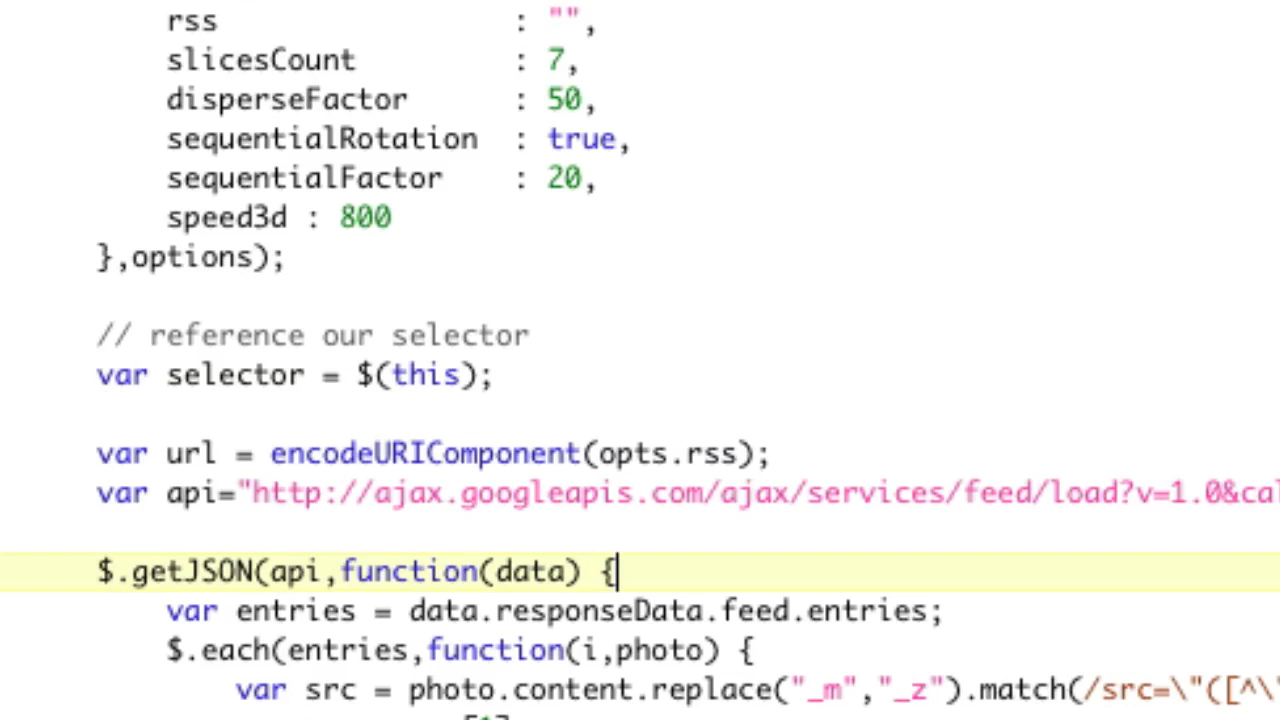 rss : "",
slicesCount : 7,
disperseFactor : 50,
sequentialRotation : true,
sequentialFactor : 20,
speed3d : 800
},options);
// reference our selector
var selector = $(this);
var url = encodeURIComponent(opts.rss);
var api="http://ajax.googleapis.com/ajax/services/feed/load?v=1.0&cal
$.getJSON(api,function(data) {
var entries = data.responseData.feed.entries;
$.each(entries,function(i,photo) {
var src = photo.content.replace("_m","_z").match(/src=\"([^\"